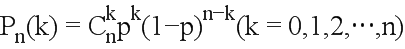 Pₙ(k) = Cₙᵏpᵏ(1−p)ⁿ⁻ᵏ(k = 0,1,2,⋯,n)